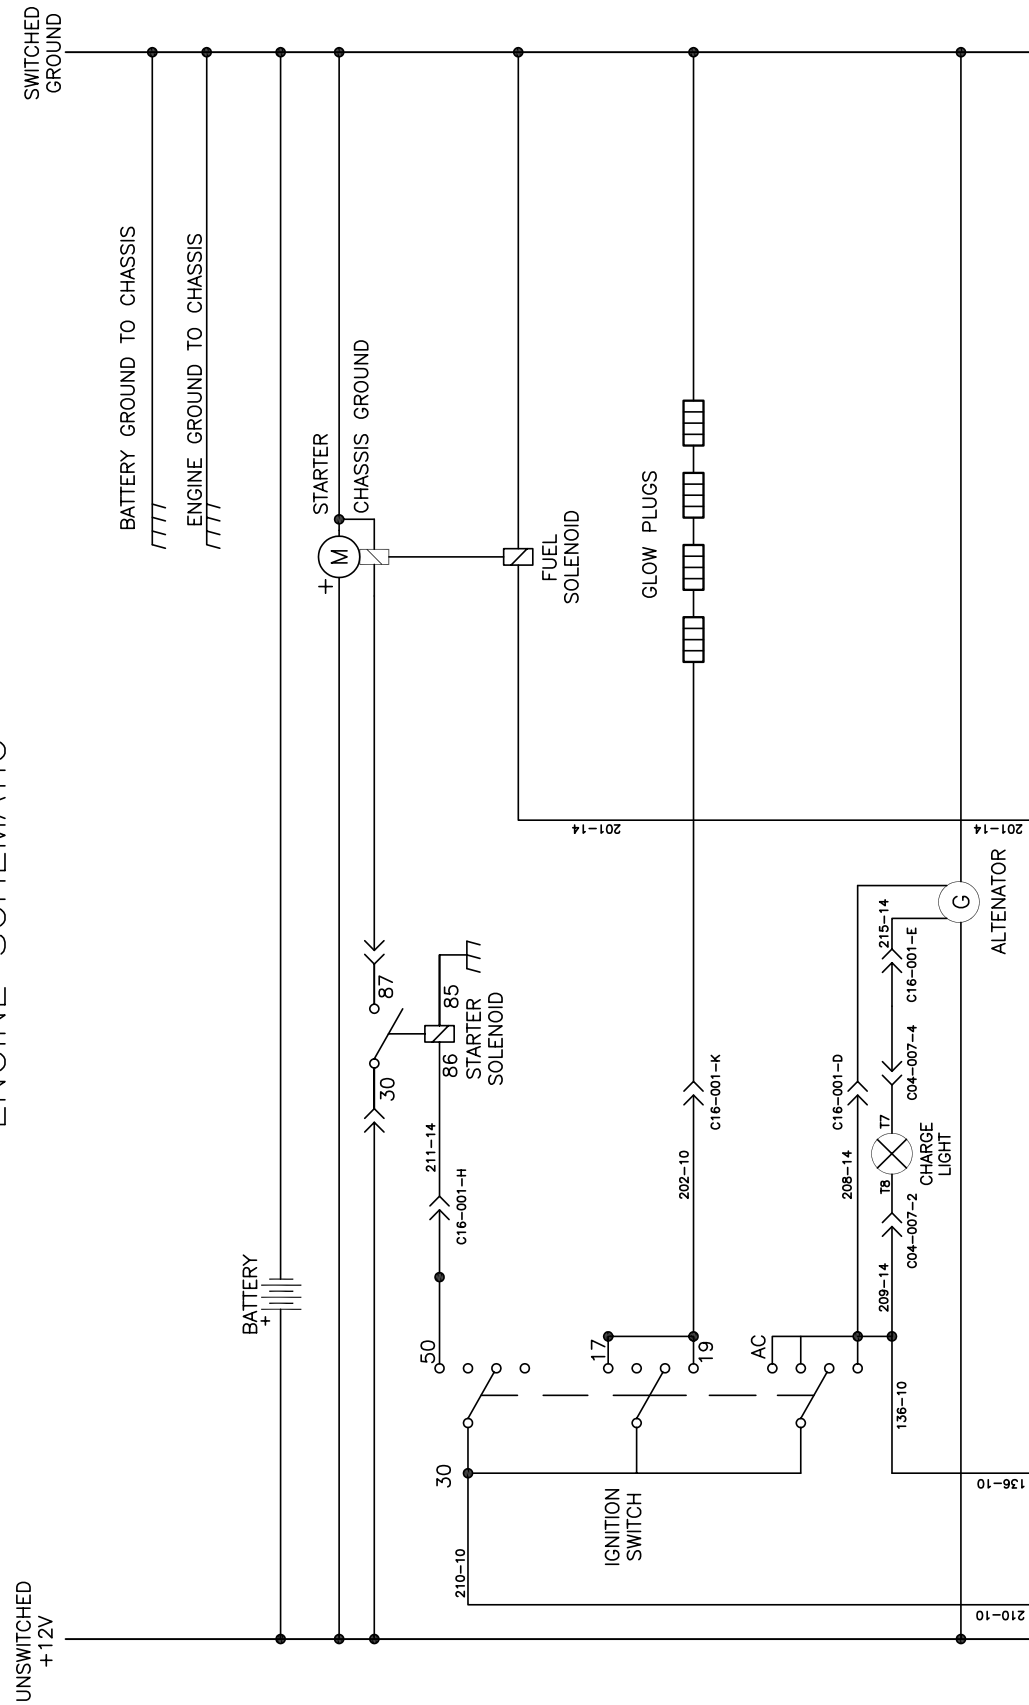 ENGINE SCHEMATIC
UNSWITCHED
+12V
SWITCHED
GROUND
BATTERY GROUND TO CHASSIS
ENGINE GROUND TO CHASSIS
BATTERY
+
STARTER
+
M
CHASSIS GROUND
30
87
50
C16-001-H
211-14
86
85
STARTER
SOLENOID
30
210-10
210-10
FUEL
SOLENOID
201-14
201-14
IGNITION
SWITCH
17
19
202-10
C16-001-K
GLOW PLUGS
AC
208-14
C16-001-D
209-14
C04-007-2
T8
T7
CHARGE
LIGHT
C04-007-4
C16-001-E
215-14
136-10
136-10
G
ALTENATOR